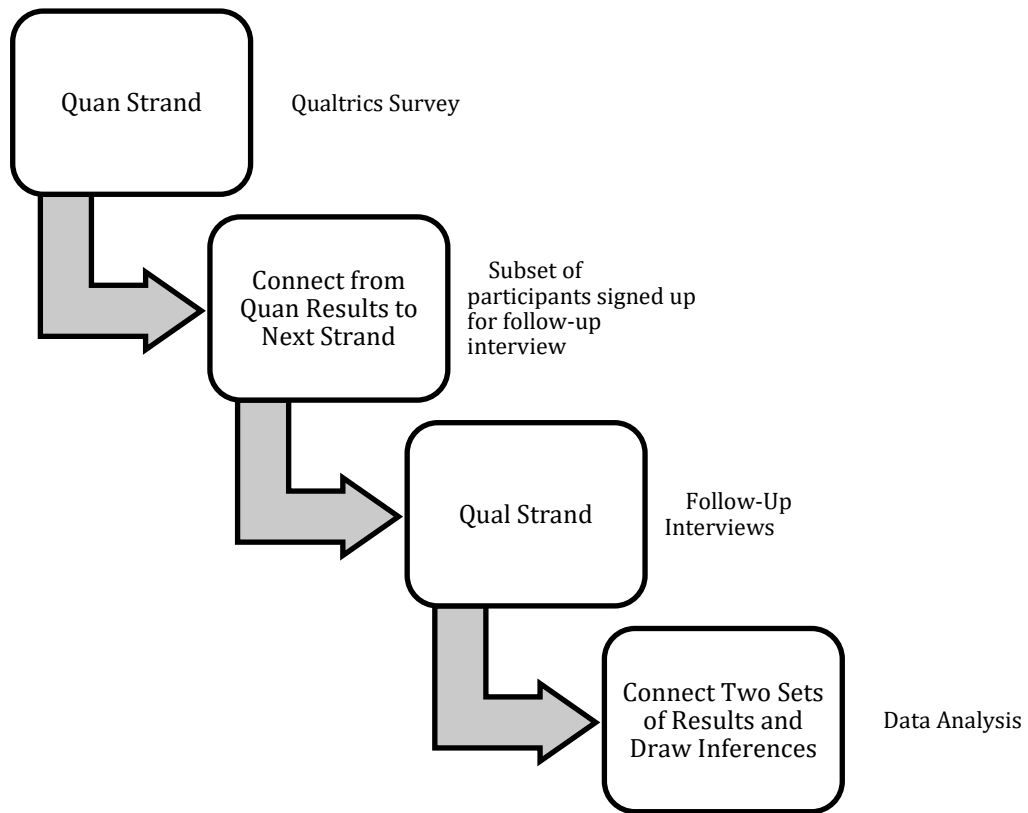 Quan Strand
Qualtrics Survey
Connect from
Quan Results to
Next Strand
Subset of
participants signed up
for follow-up
interview
Qual Strand
Follow-Up
Interviews
Connect Two Sets
of Results and
Draw Inferences
Data Analysis